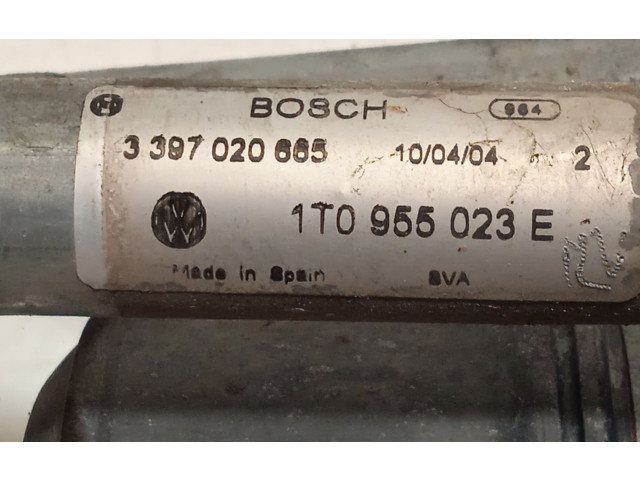 BOSCH 964
3 397 020 665 10/04/04 2
1T0 955 023 E
Made in Spain BVA